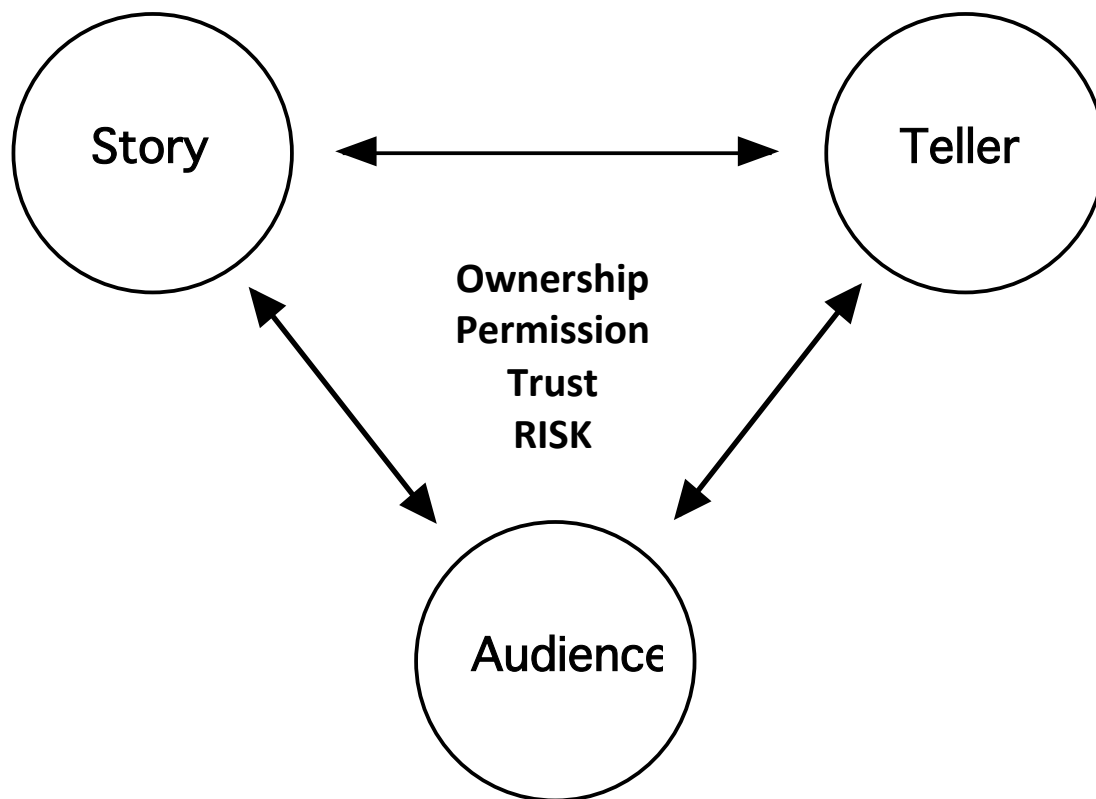 Story
Teller
Ownership
Permission
Trust
RISK
Audience